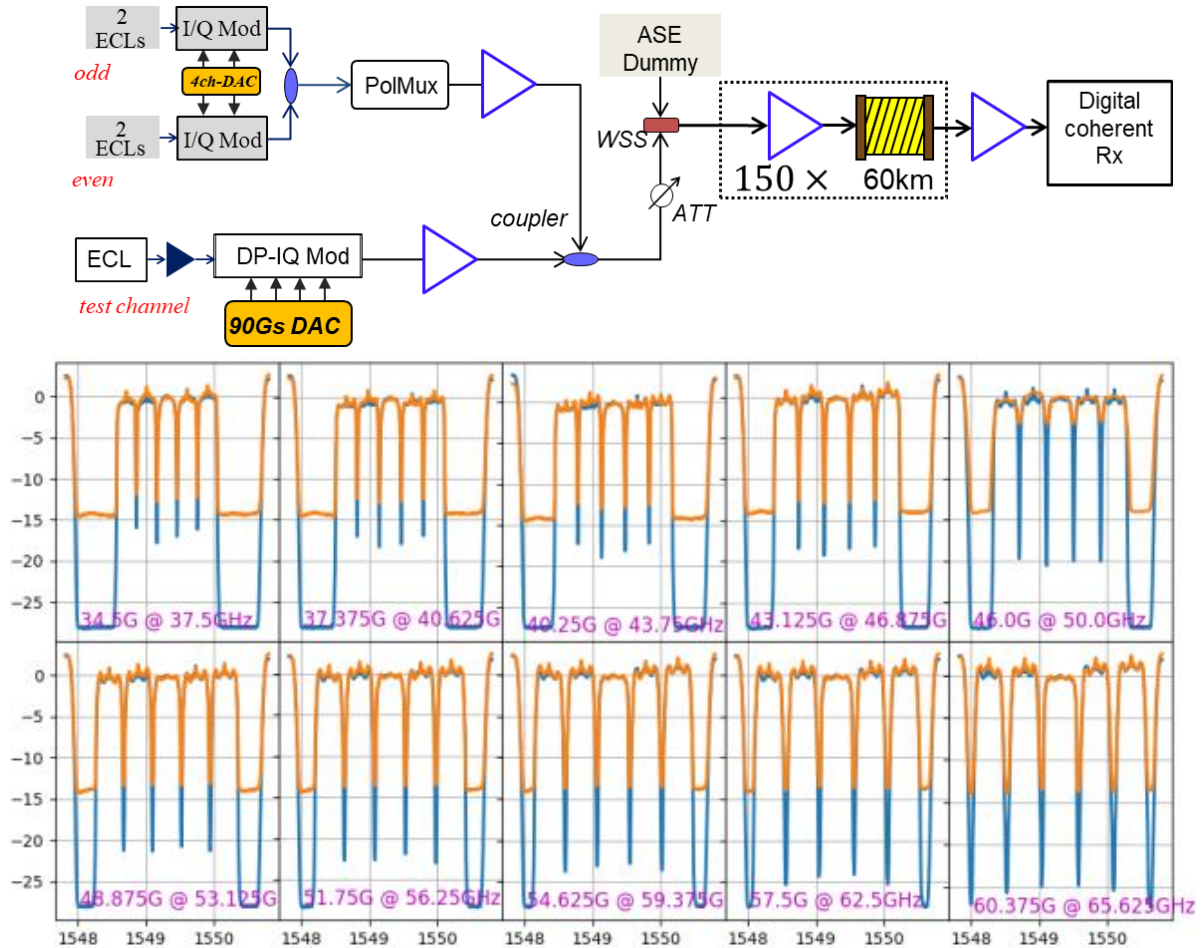 2
ECLs
I/Q Mod
odd
4ch-DAC
2
ECLs
I/Q Mod
even
PolMux
ASE
Dummy
WSS
150 × 60km
Digital
coherent
Rx
ATT
coupler
ECL
DP-IQ Mod
test channel
90Gs DAC
0
−5
−10
−15
−20
−25
34.5G @ 37.5GHz
37.375G @ 40.625G
40.25G @ 43.75GHz
43.125G @ 46.875G
46.0G @ 50.0GHz
0
−5
−10
−15
−20
−25
48.875G @ 53.125G
51.75G @ 56.25GHz
54.625G @ 59.375G
57.5G @ 62.5GHz
60.375G @ 65.625GHz
1548 1549 1550 1548 1549 1550 1548 1549 1550 1548 1549 1550 1548 1549 1550